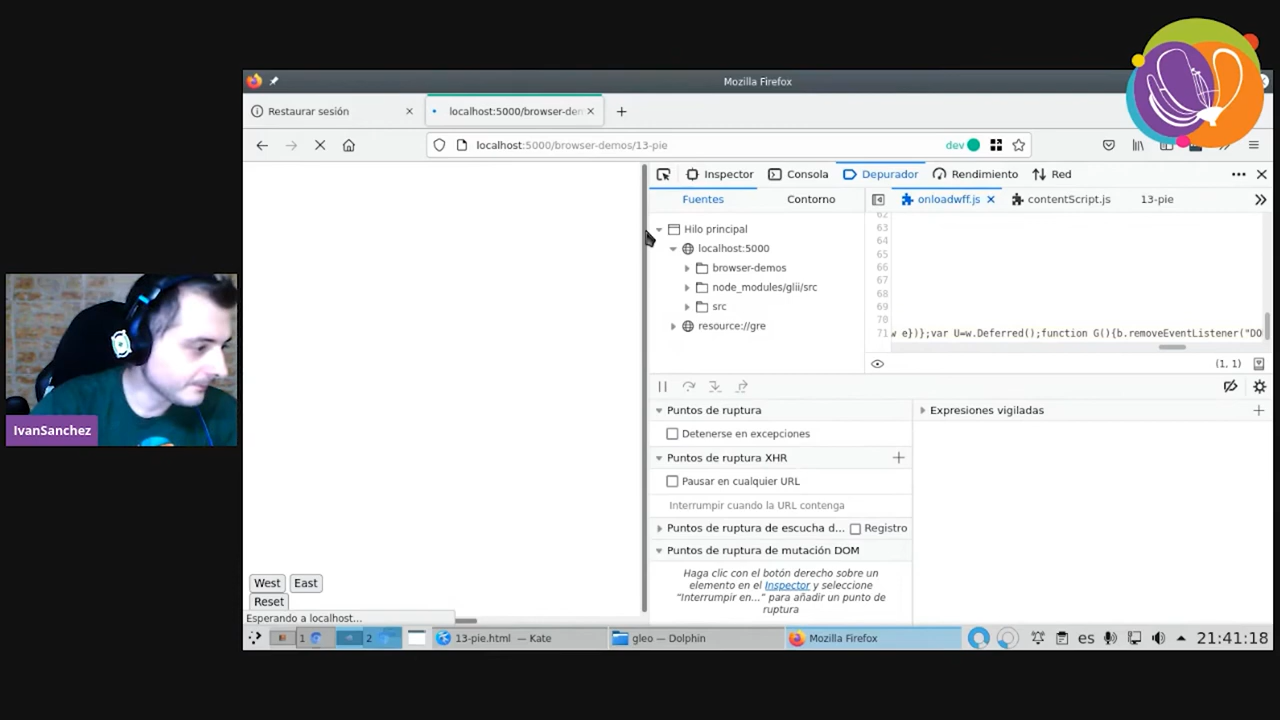 Mozilla Firefox
Restaurar sesión
localhost:5000/browser-den
localhost:5000/browser-demos/13-pie
dev
Inspector
Consola
Depurador
Rendimiento
Red
Fuentes
Contorno
onloadwff.js
contentScript.js
13-pie
Hilo principal
localhost:5000
browser-demos
node_modules/glii/src
src
resource://gre
62
63
64
65
66
67
68
69
70
71 w e})};var U=w.Deferred();function G(){b.removeEventListener("DO
(1, 1)
Puntos de ruptura
Detenerse en excepciones
Puntos de ruptura XHR
Pausar en cualquier URL
Interrumpir cuando la URL contenga
Puntos de ruptura de escucha d...
Registro
Puntos de ruptura de mutación DOM
Haga clic con el botón derecho sobre un
elemento en el Inspector y seleccione
“Interrumpir en...” para añadir un punto de
ruptura
Expresiones vigiladas
West
East
Reset
Esperando a localhost...
IvanSanchez
1
2
13-pie.html — Kate
gleo — Dolphin
Mozilla Firefox
es
21:41:18